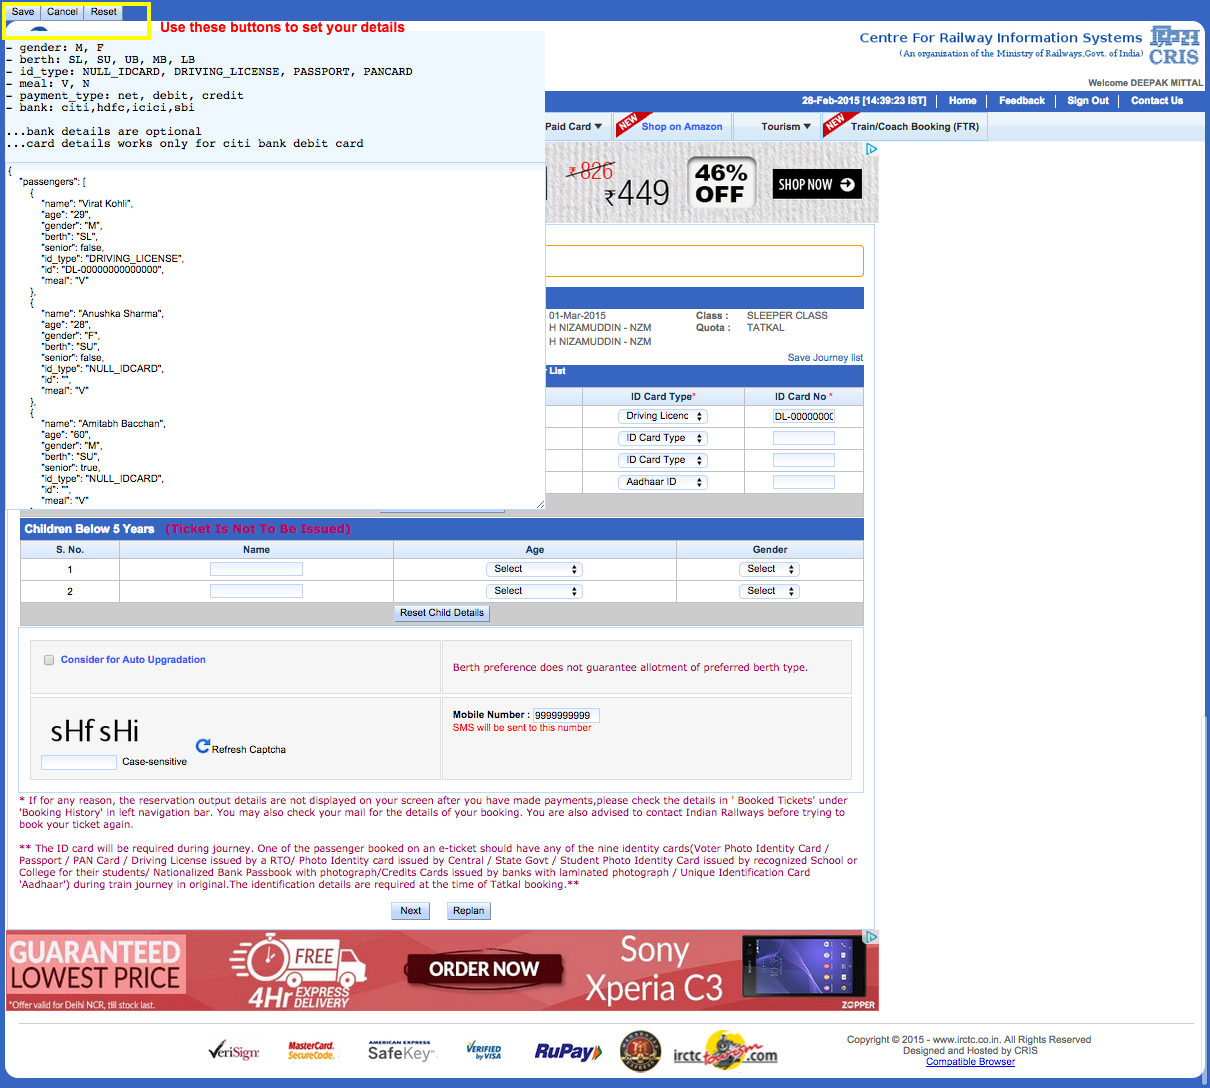 Save Cancel Reset
Use these buttons to set your details
Centre For Railway Information Systems
(An organization of the Ministry of Railways,Govt. of India)
CRIS
Welcome DEEPAK MITTAL
28-Feb-2015 [14:39:23 IST] Home Feedback Sign Out Contact Us
- gender: M, F
- berth: SL, SU, UB, MB, LB
- id_type: NULL_IDCARD, DRIVING_LICENSE, PASSPORT, PANCARD
- meal: V, N
- payment_type: net, debit, credit
- bank: citi,hdfc,icici,sbi
...bank details are optional
...card details works only for citi bank debit card
Paid Card NEW Shop on Amazon Tourism NEW Train/Coach Booking (FTR)
₹ 826
₹449
46% OFF
SHOP NOW
{
"passengers": [
{
"name": "Virat Kohli",
"age": "29",
"gender": "M",
"berth": "SL",
"senior": false,
"id_type": "DRIVING_LICENSE",
"id": "DL-00000000000000",
"meal": "V"
},
{
"name": "Anushka Sharma",
"age": "28",
"gender": "F",
"berth": "SU",
"senior": false,
"id_type": "NULL_IDCARD",
"id": "",
"meal": "V"
},
{
"name": "Amitabh Bacchan",
"age": "60",
"gender": "M",
"berth": "SU",
"senior": true,
"id_type": "NULL_IDCARD",
"id": "",
"meal": "V"
01-Mar-2015 Class : SLEEPER CLASS
H NIZAMUDDIN - NZM Quota : TATKAL
H NIZAMUDDIN - NZM
Save Journey list
List
ID Card Type* ID Card No *
Driving Licenc DL-0000000
ID Card Type
ID Card Type
Aadhaar ID
Children Below 5 Years (Ticket Is Not To Be Issued)
S. No. Name Age Gender
1 Select Select
2 Select Select
Reset Child Details
Consider for Auto Upgradation
Berth preference does not guarantee allotment of preferred berth type.
sHf sHi
Refresh Captcha
Case-sensitive
Mobile Number : 9999999999
SMS will be sent to this number
* If for any reason, the reservation output details are not displayed on your screen after you have made payments,please check the details in ' Booked Tickets' under
'Booking History' in left navigation bar. You may also check your mail for the details of your booking. You are also advised to contact Indian Railways before trying to
book your ticket again.
** The ID card will be required during journey. One of the passenger booked on an e-ticket should have any of the nine identity cards(Voter Photo Identity Card /
Passport / PAN Card / Driving License issued by a RTO/ Photo Identity card issued by Central / State Govt / Student Photo Identity Card issued by recognized School or
College for their students/ Nationalized Bank Passbook with photograph/Credits Cards issued by banks with laminated photograph / Unique Identification Card
'Aadhaar') during train journey in original.The identification details are required at the time of Tatkal booking.**
Next Replan
GUARANTEED
LOWEST PRICE
*Offer valid for Delhi NCR, till stock last.
FREE
4Hr EXPRESS DELIVERY
ORDER NOW
Sony
Xperia C3
ZOPPER
VeriSign
MasterCard. SecureCode.
AMERICAN EXPRESS SafeKey
VERIFIED by VISA
RuPay
irctctourism.com
Copyright © 2015 - www.irctc.co.in. All Rights Reserved
Designed and Hosted by CRIS
Compatible Browser